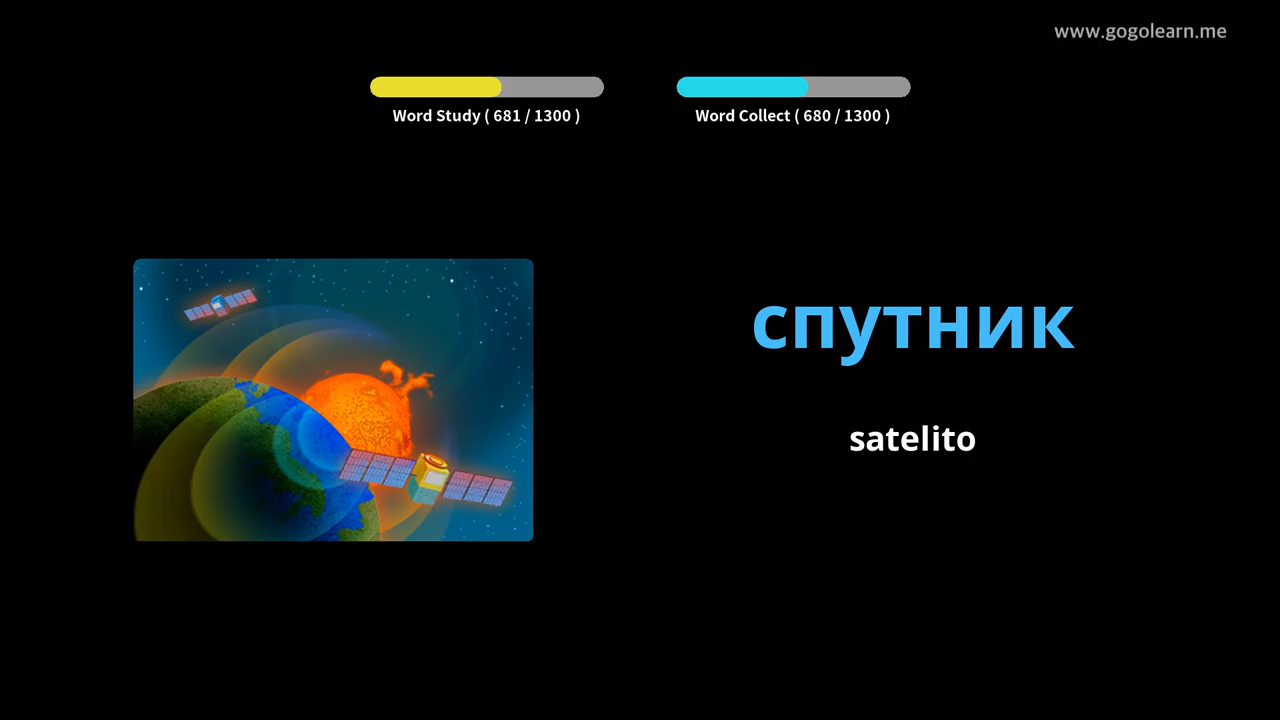 www.gogolearn.me
Word Study ( 681 / 1300 )
Word Collect ( 680 / 1300 )
спутник
satelito